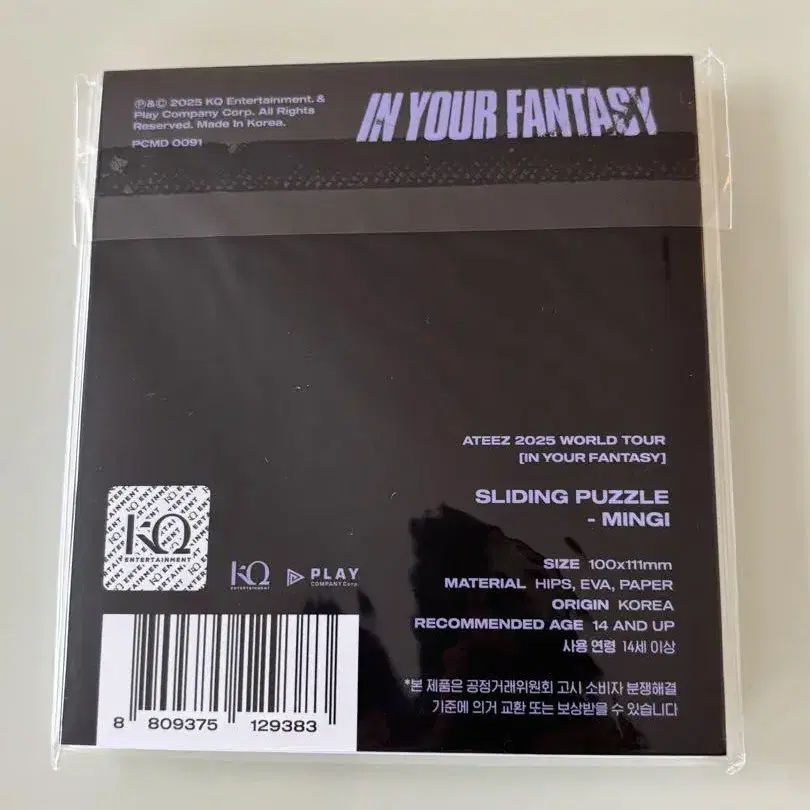 ℗&© 2025 KQ Entertainment. &
Play Company Corp. All Rights
Reserved. Made In Korea.
PCMD 0091
IN YOUR FANTASY
ATEEZ 2025 WORLD TOUR
[IN YOUR FANTASY]
SLIDING PUZZLE
- MINGI
SIZE 100x111mm
MATERIAL HIPS, EVA, PAPER
ORIGIN KOREA
RECOMMENDED AGE 14 AND UP
사용 연령 14세 이상
*본 제품은 공정거래위원회 고시 소비자 분쟁해결
기준에 의거 교환 또는 보상받을 수 있습니다
KQ
ENTERTAINMENT
KQ
ENTERTAINMENT
PLAY
COMPANY Corp.
8 809375 129383